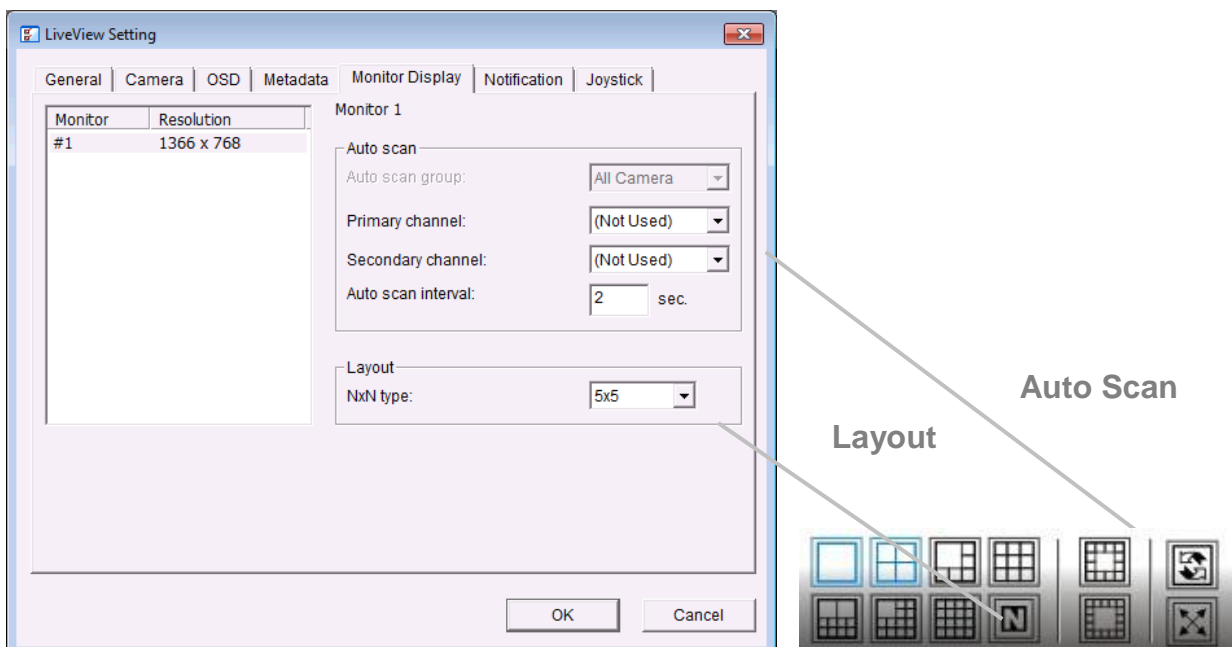 LiveView Setting
General Camera OSD Metadata Monitor Display Notification Joystick
Monitor Resolution
#1 1366 x 768
Monitor 1
Auto scan
Auto scan group: All Camera
Primary channel: (Not Used)
Secondary channel: (Not Used)
Auto scan interval: 2 sec.
Layout
NxN type: 5x5
OK Cancel
Auto Scan
Layout
N